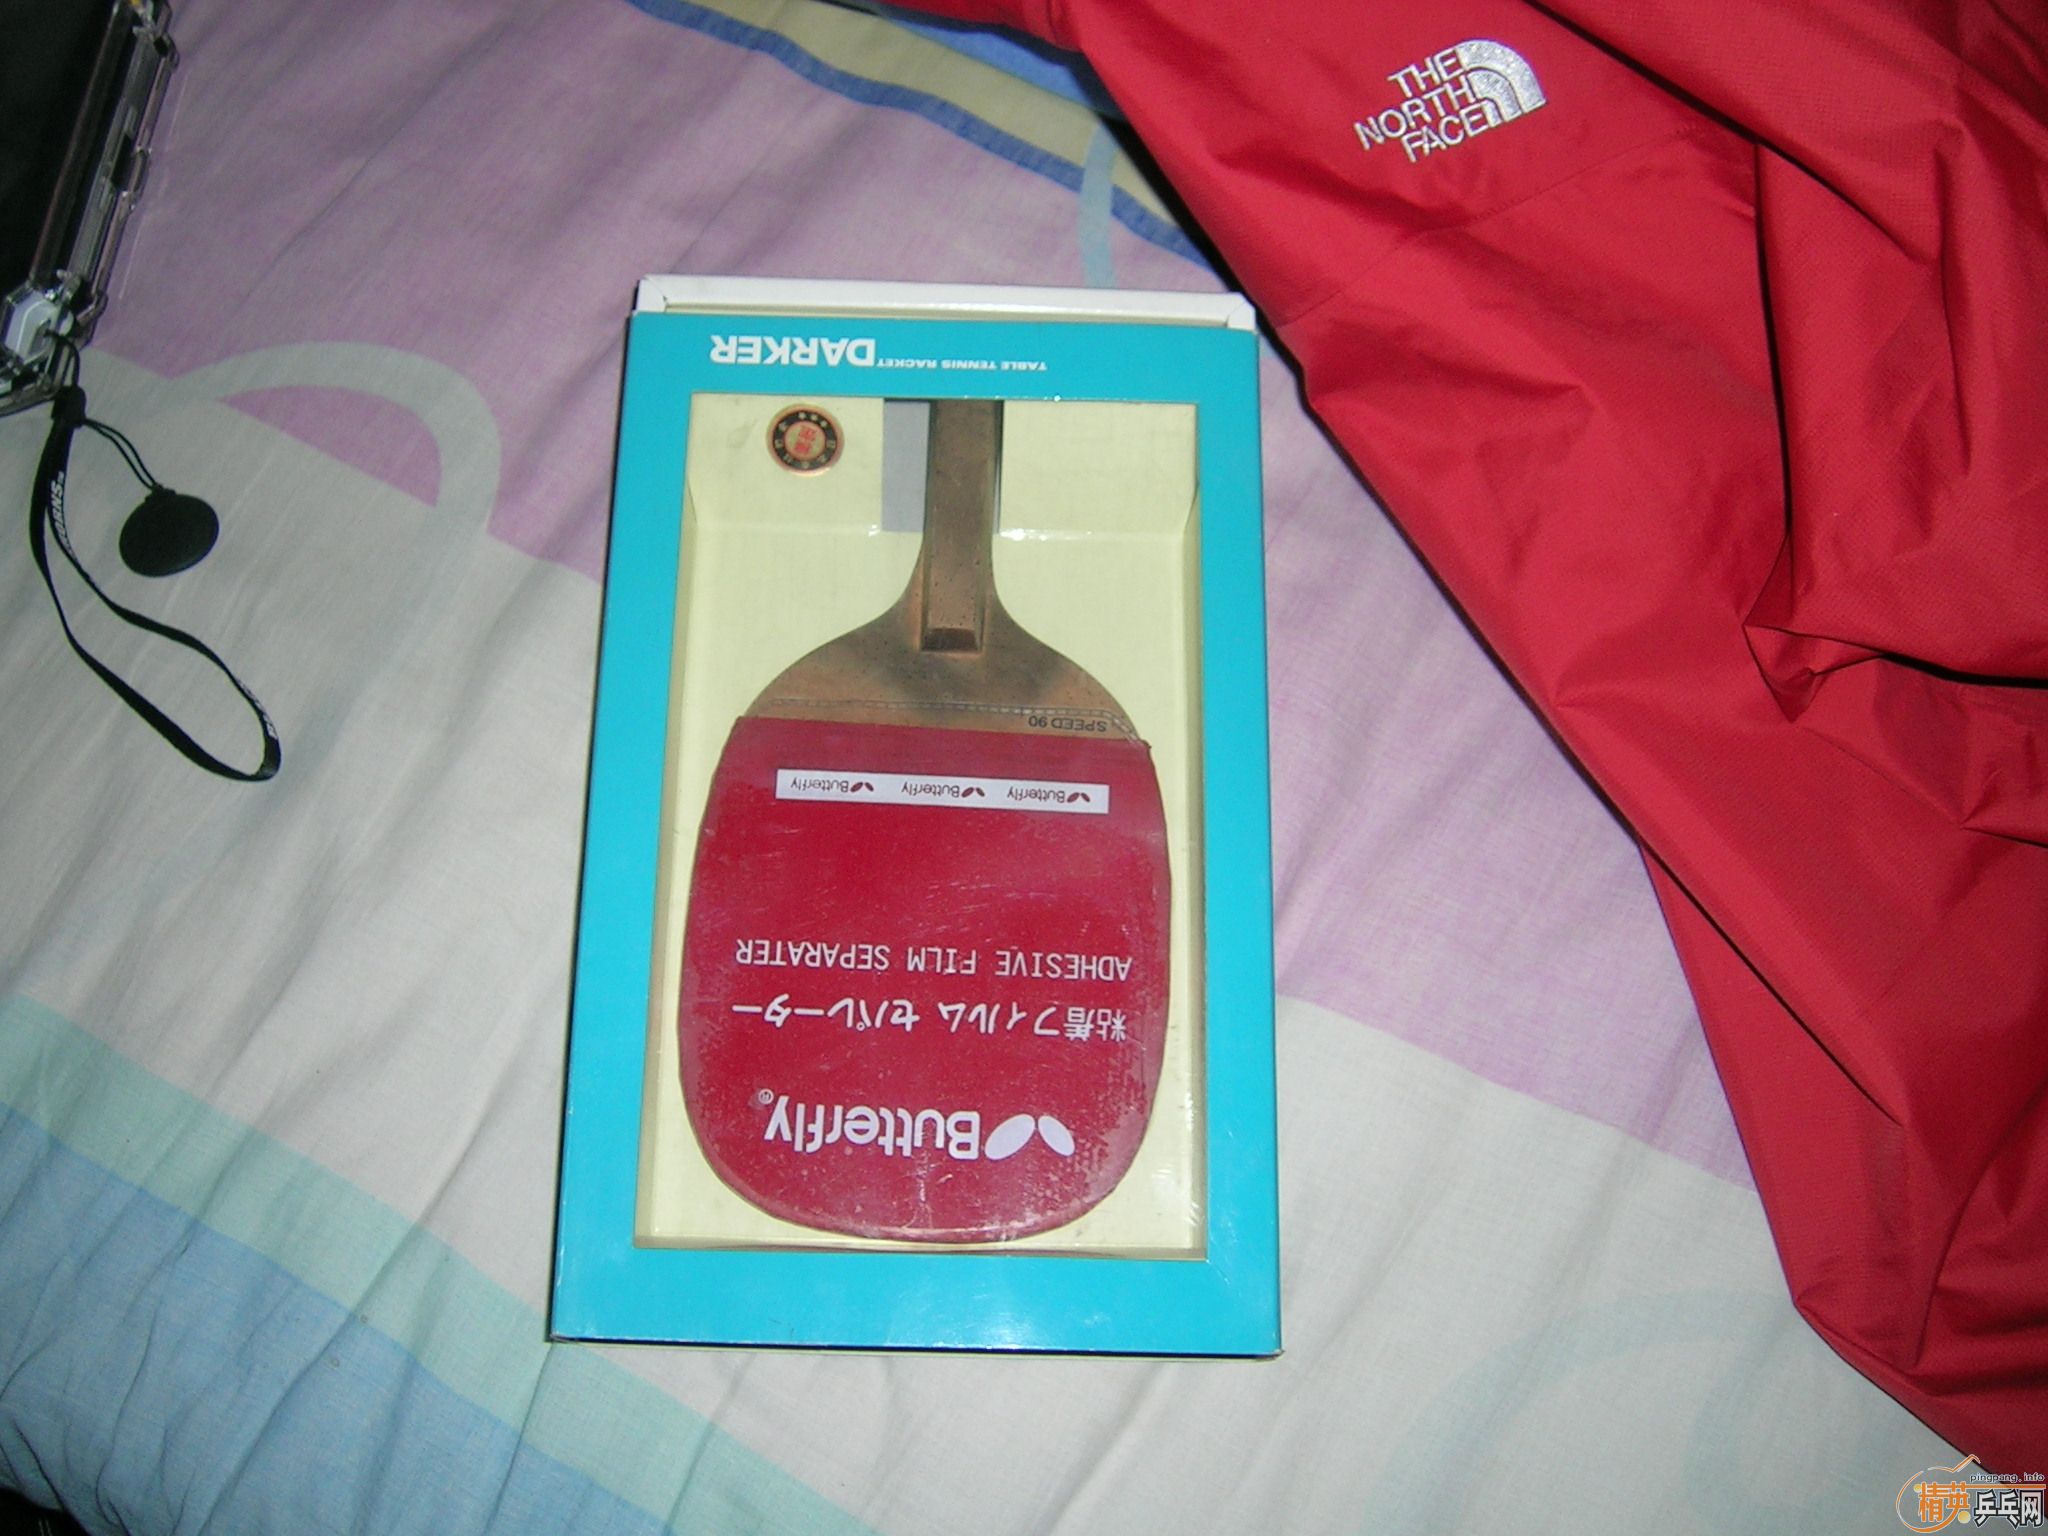 THE
NORTH
FACE
TABLE TENNIS RACKET DARKER
SPEED 90
Butterfly Butterfly Butterfly
ADHESIVE FILM SEPARATER
粘着フィルム セパレーター
Butterfly®
pingpang.info
精英乒乓网